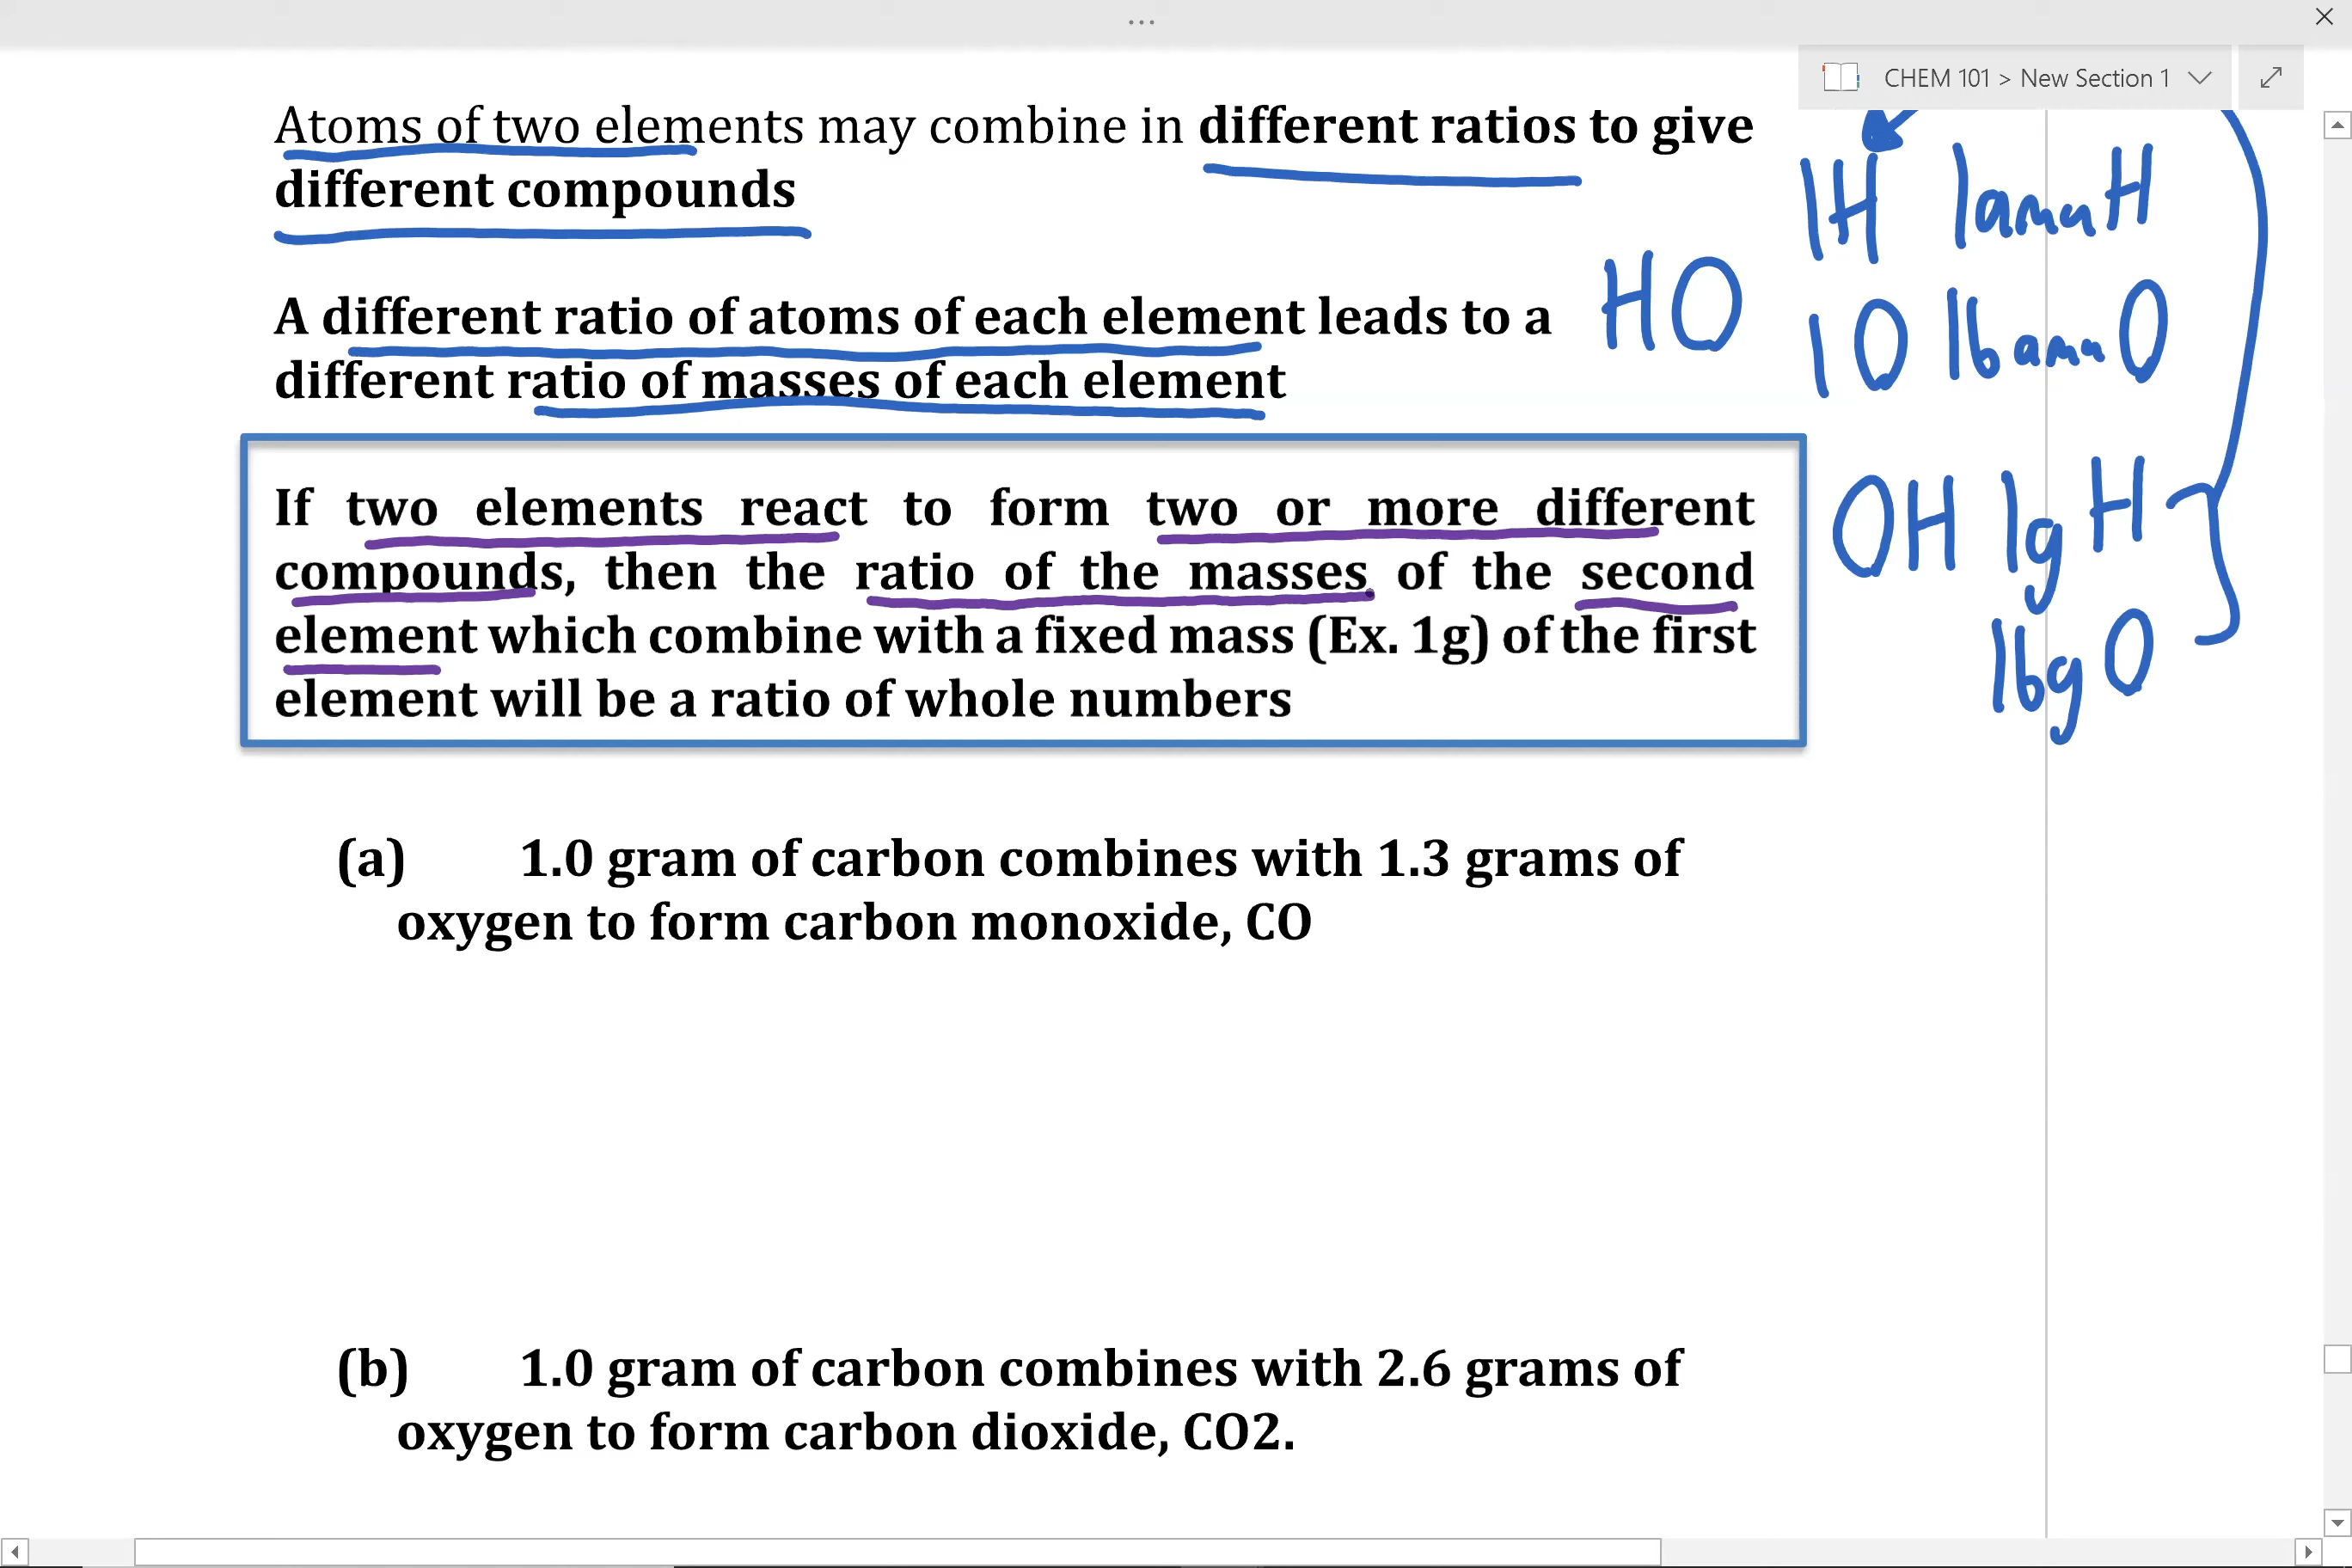 CHEM 101 > New Section 1
Atoms of two elements may combine in different ratios to give
different compounds
A different ratio of atoms of each element leads to a
different ratio of masses of each element
If two elements react to form two or more different
compounds, then the ratio of the masses of the second
element which combine with a fixed mass (Ex. 1g) of the first
element will be a ratio of whole numbers
(a) 1.0 gram of carbon combines with 1.3 grams of
oxygen to form carbon monoxide, CO
(b) 1.0 gram of carbon combines with 2.6 grams of
oxygen to form carbon dioxide, CO2.
1H 1amu H
HO
1O 16amu O
OH 1g H
16g O